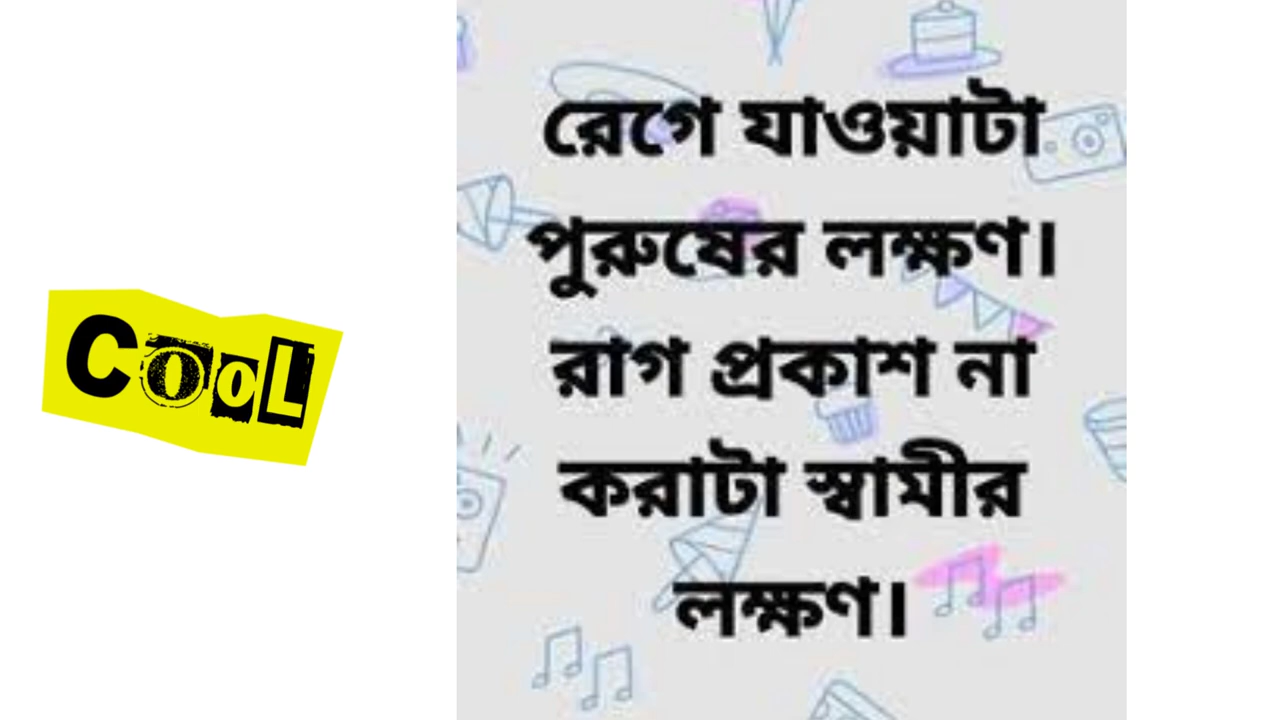 COOL
রেগে যাওয়াটা
পুরুষের লক্ষণ।
রাগ প্রকাশ না
করাটা স্বামীর
লক্ষণ।